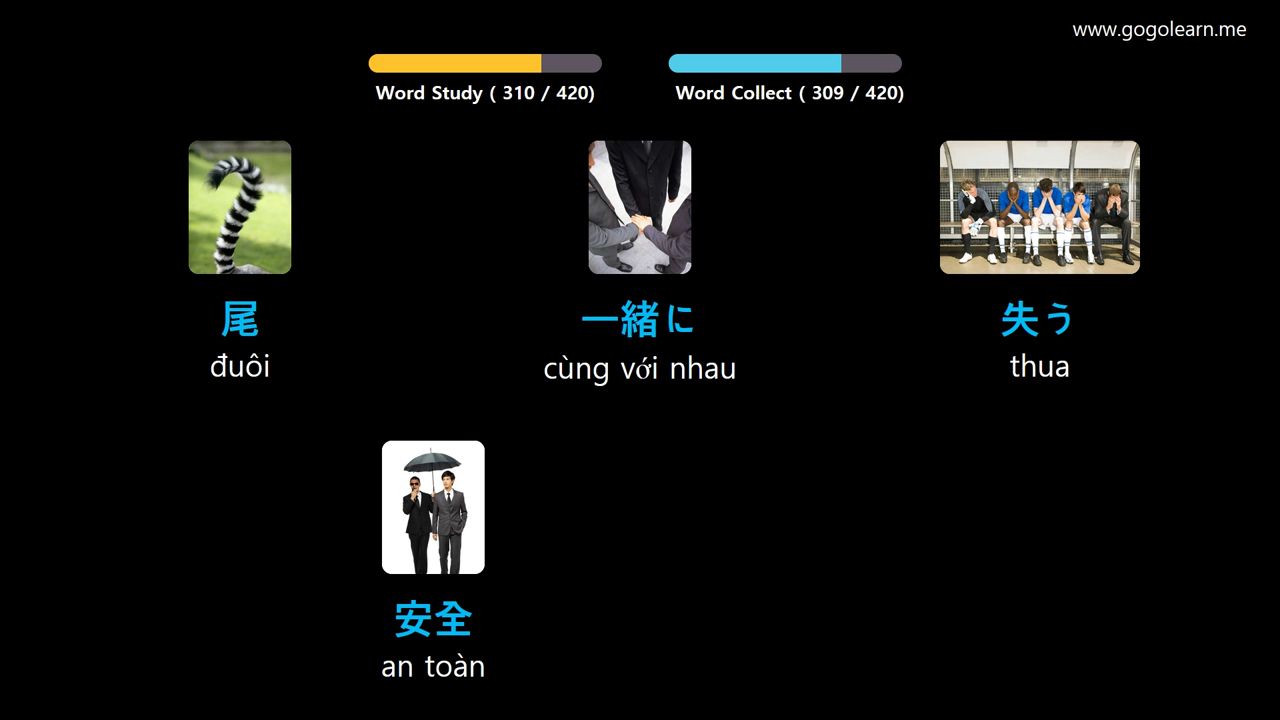 www.gogolearn.me
Word Study ( 310 / 420)
Word Collect ( 309 / 420)
尾
đuôi
一緒に
cùng với nhau
失う
thua
安全
an toàn